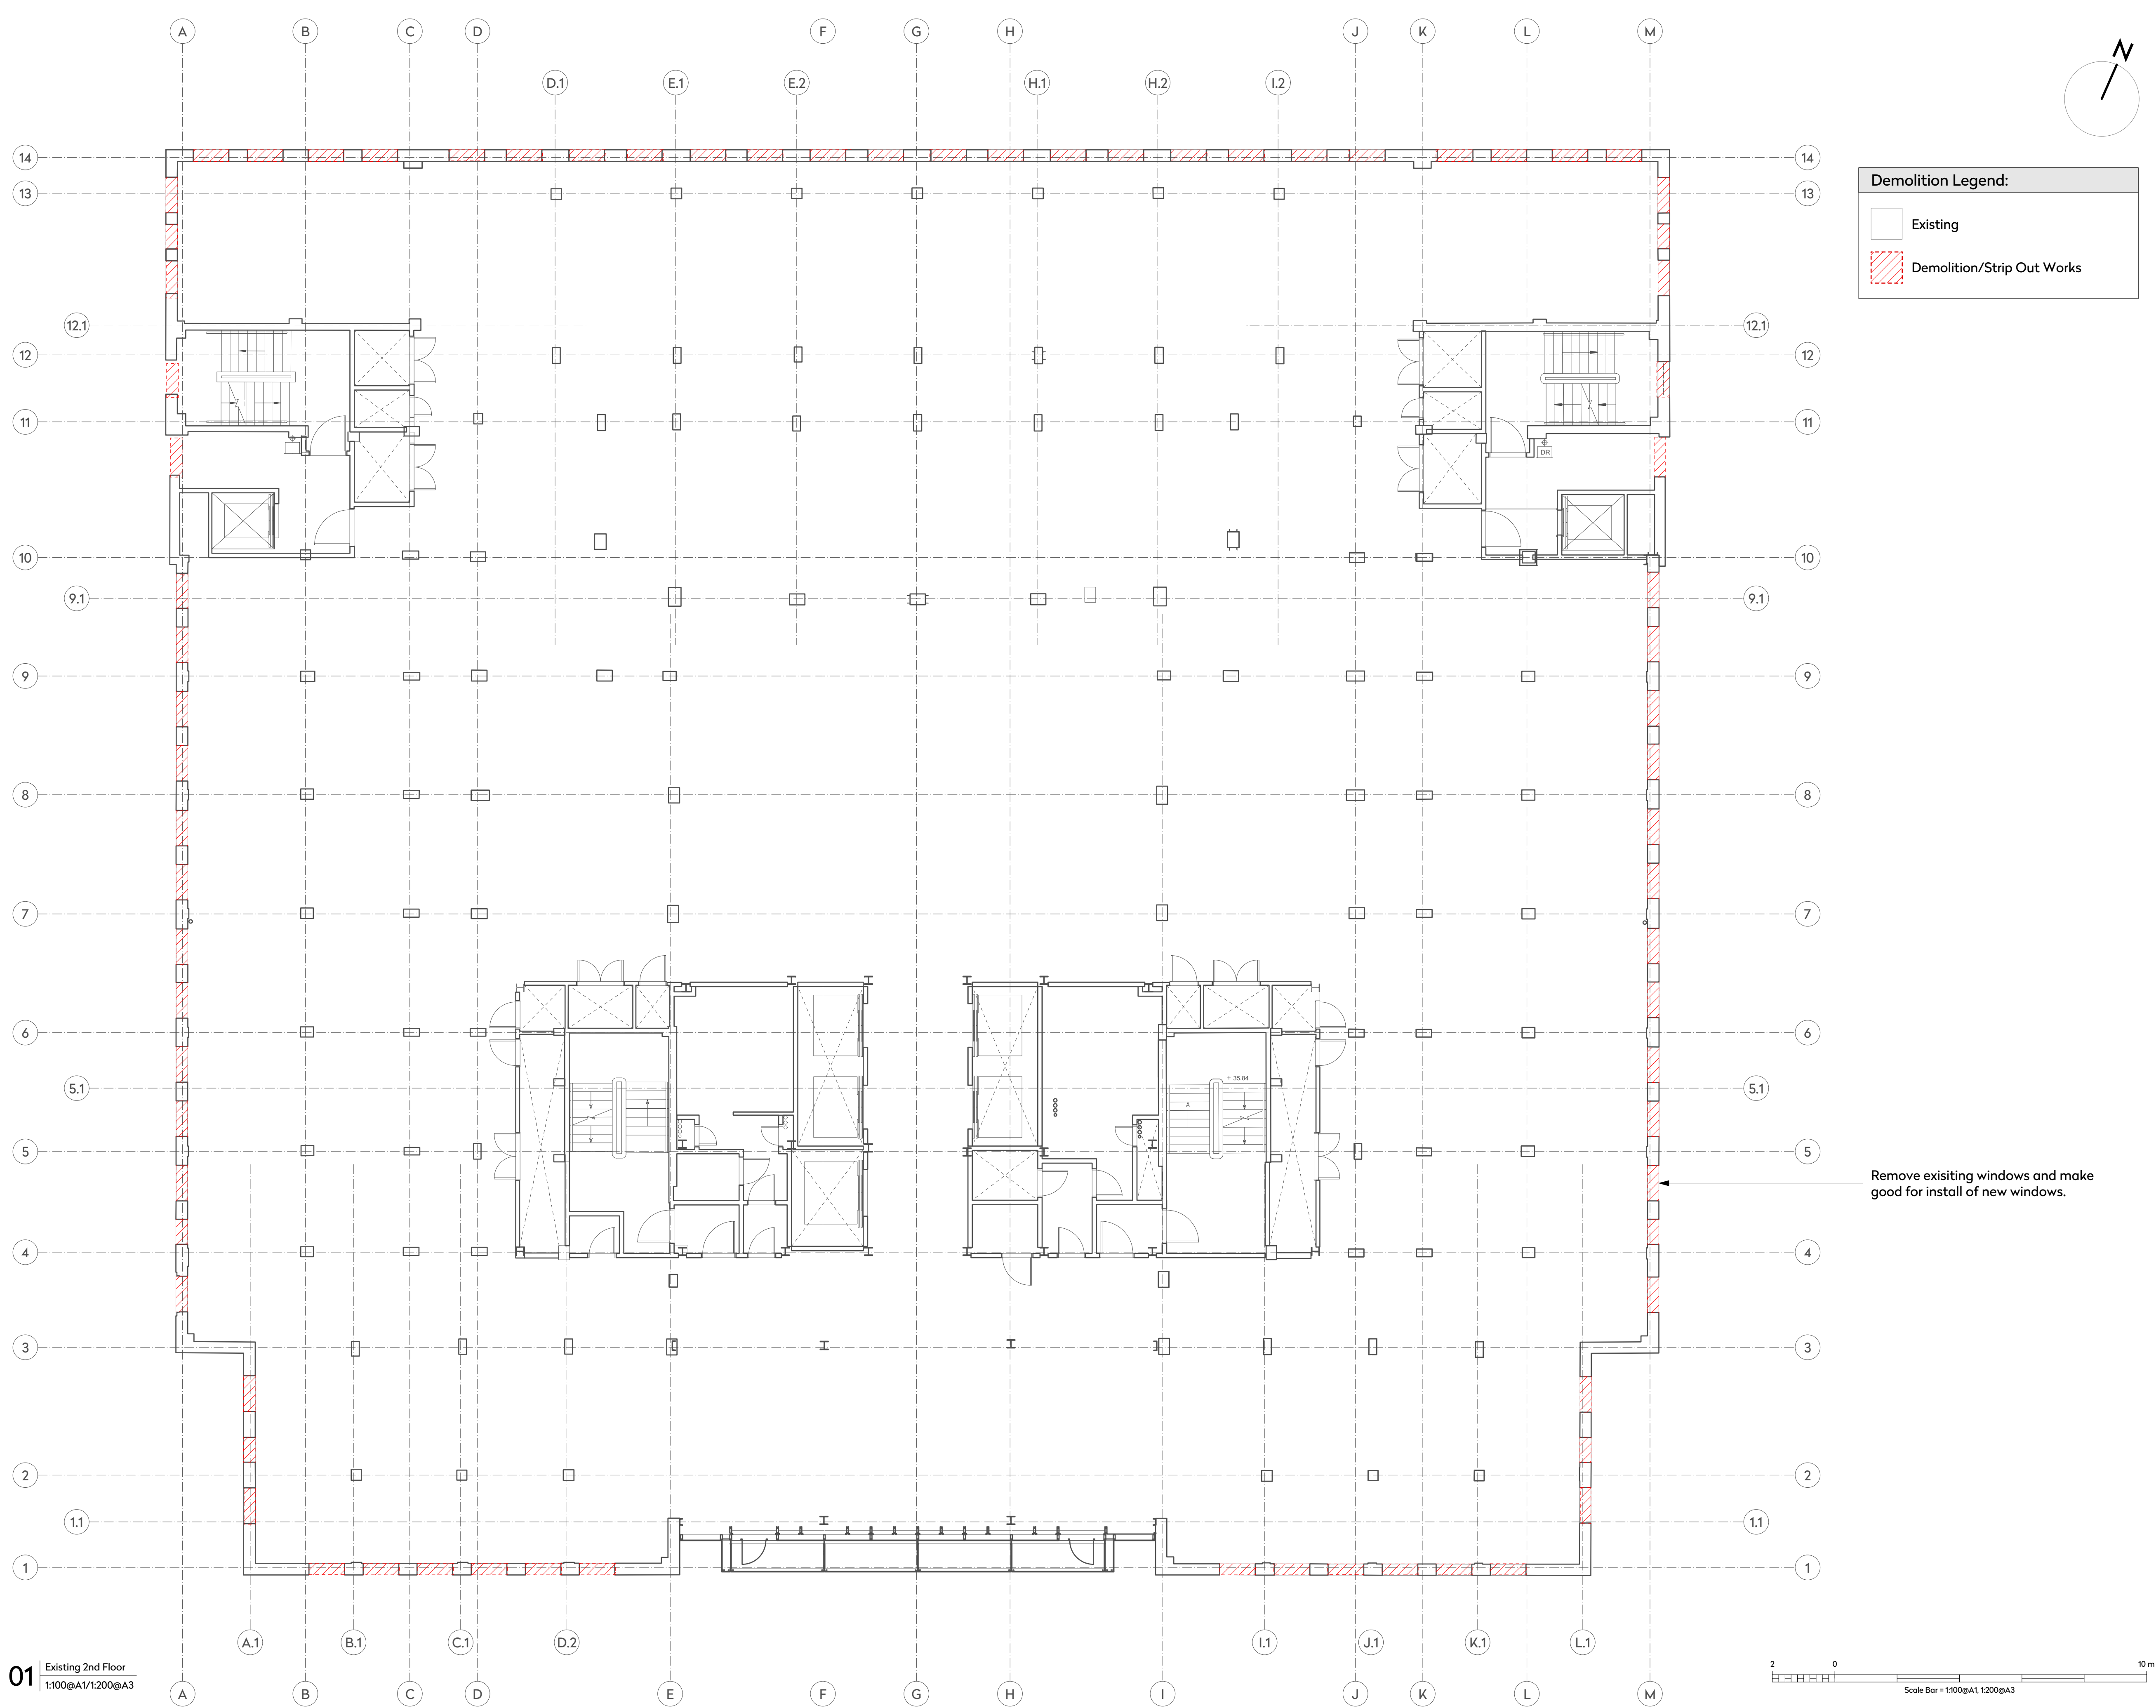 A B C D F G H J K L M
D.1 E.1 E.2 H.1 H.2 I.2
N
14 14
13 13
Demolition Legend:
Existing
Demolition/Strip Out Works
12.1 12.1
12 12
11 11
DR
10 10
9.1 9.1
9 9
8 8
7 7
6 6
5.1 5.1
+ 35.84
5 5
Remove exisiting windows and make
good for install of new windows.
4 4
3 3
2 2
1.1 1.1
1 1
A.1 B.1 C.1 D.2 I.1 J.1 K.1 L.1
01
Existing 2nd Floor
1:100@A1/1:200@A3
A B C D E F G H I J K L M
2 0 10 m
Scale Bar = 1:100@A1, 1:200@A3